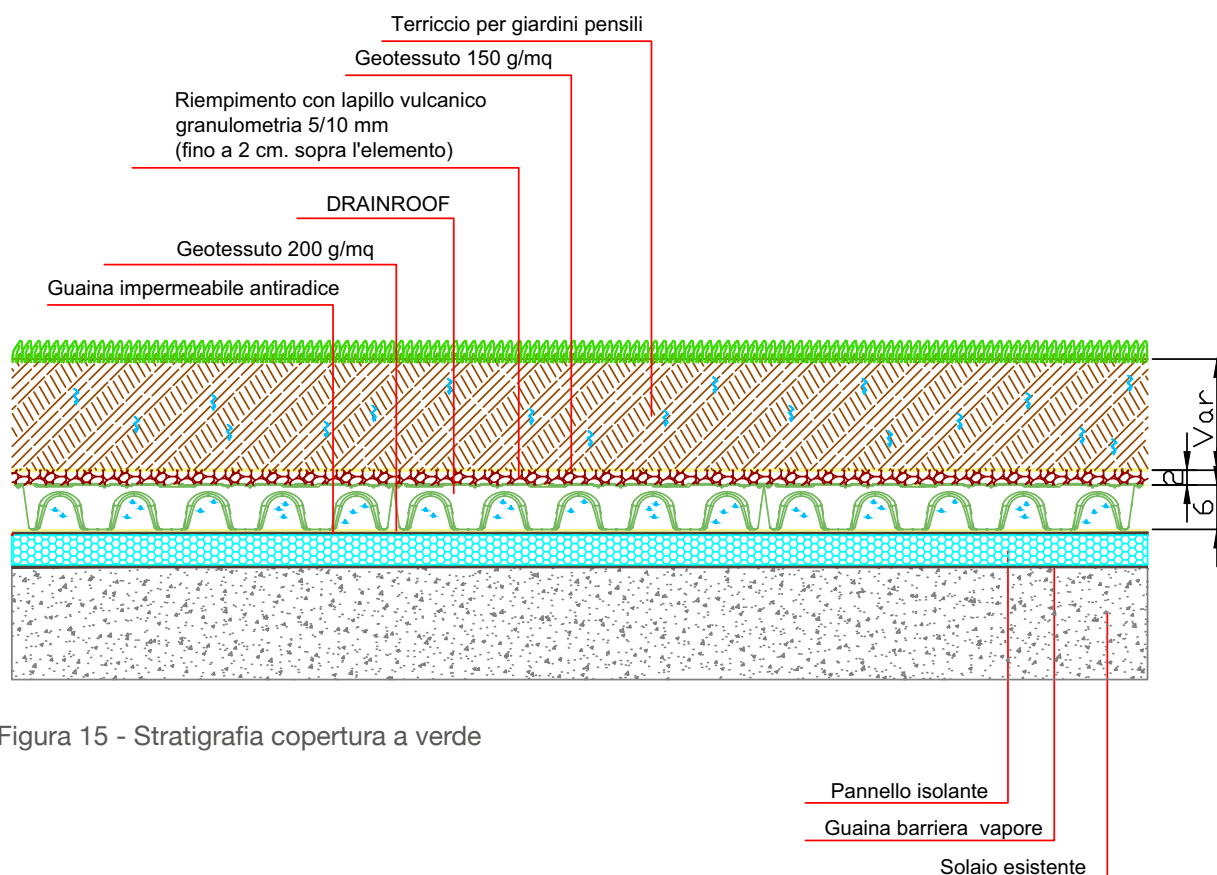 Terriccio per giardini pensili
Geotessuto 150 g/mq
Riempimento con lapillo vulcanico
granulometria 5/10 mm
(fino a 2 cm. sopra l'elemento)
DRAINROOF
Geotessuto 200 g/mq
Guaina impermeabile antiradice
Var
2
6
Figura 15 - Stratigrafia copertura a verde
Pannello isolante
Guaina barriera vapore
Solaio esistente